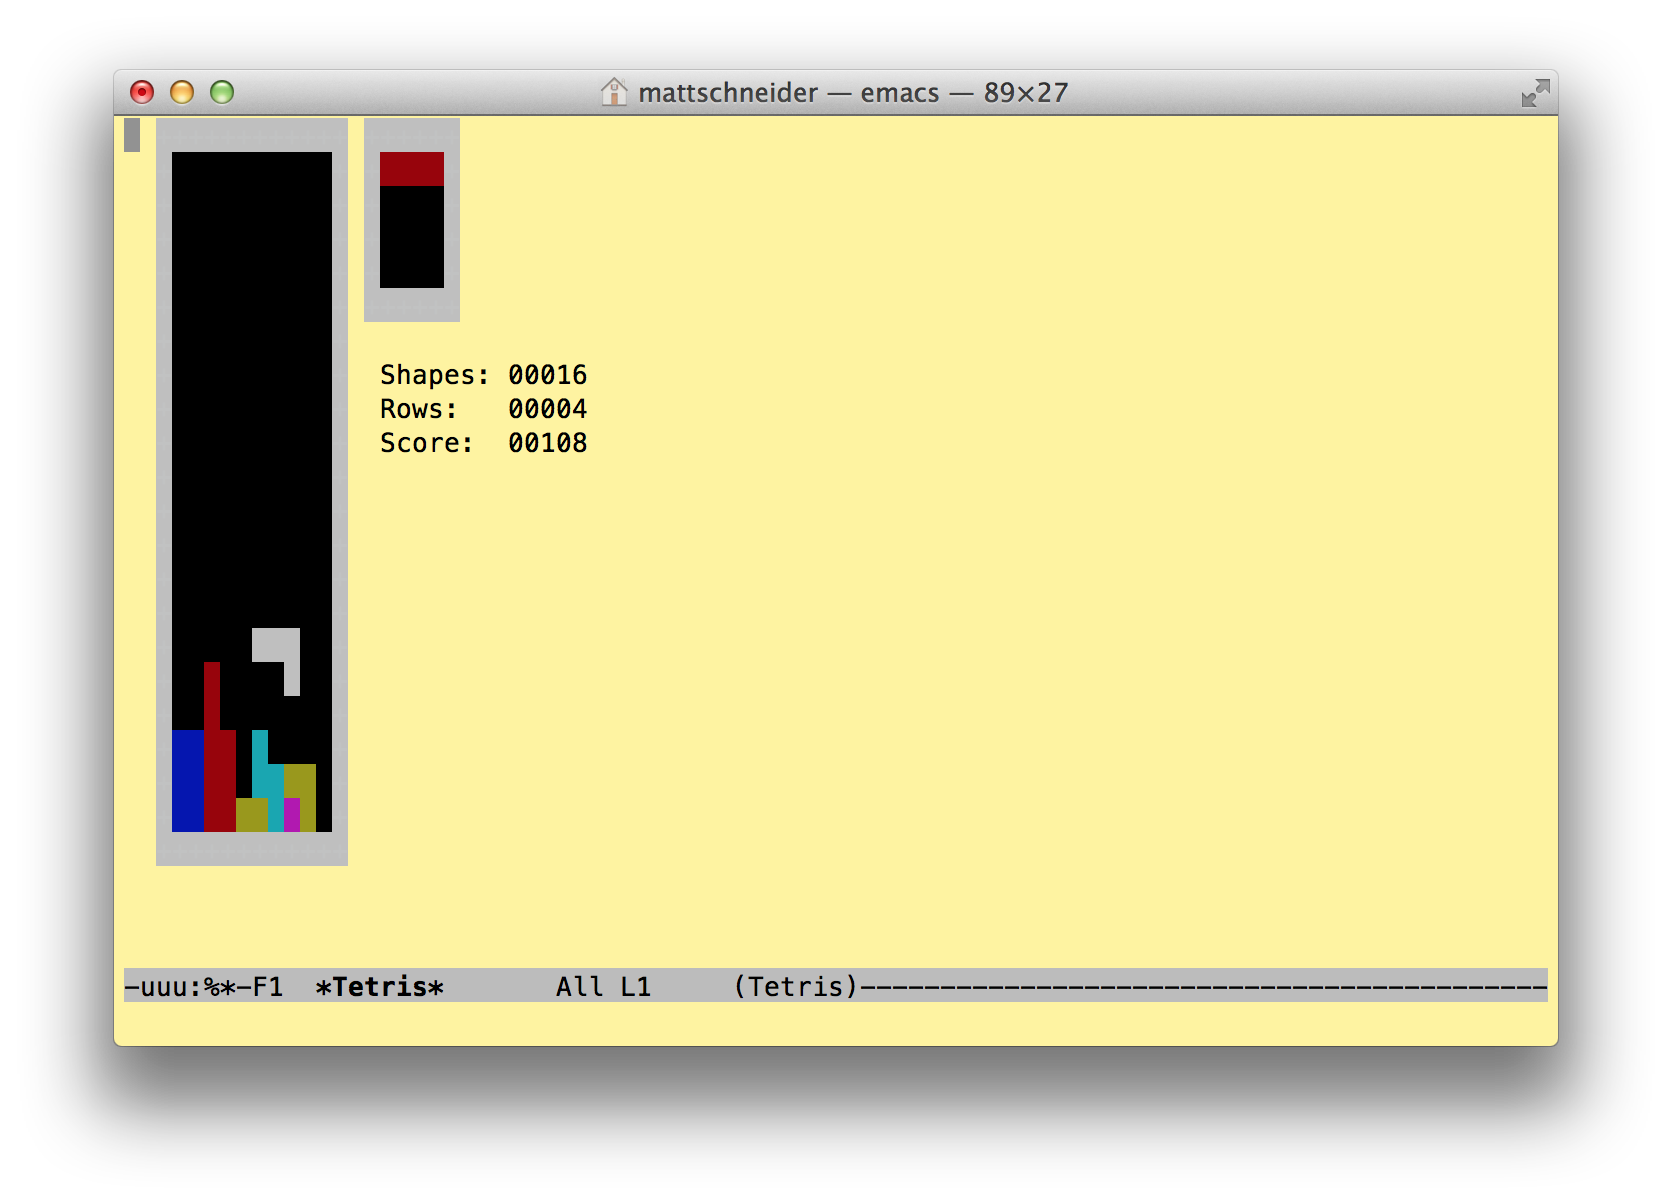 mattschneider — emacs — 89×27
Shapes: 00016
Rows:   00004
Score:  00108
-uuu:%*-F1  *Tetris*       All L1     (Tetris)-------------------------------------------